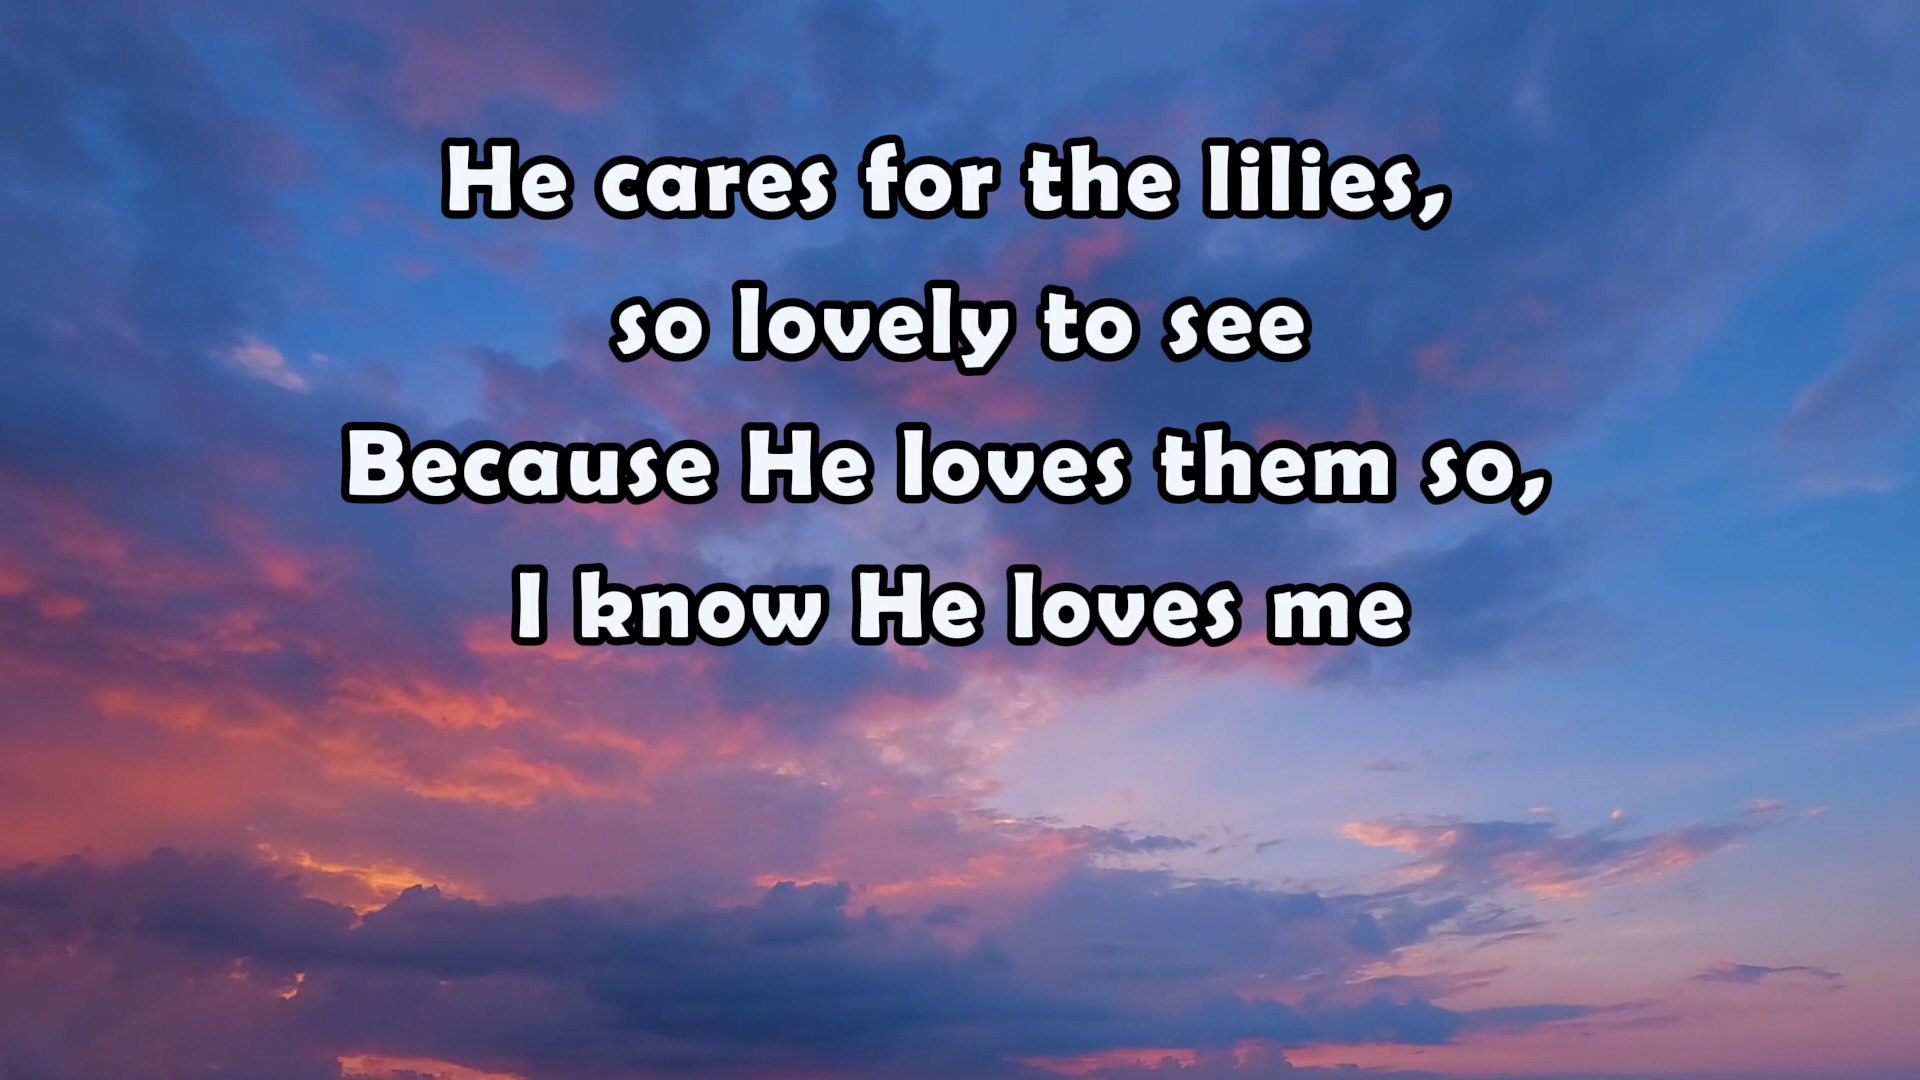 He cares for the lilies,
so lovely to see
Because He loves them so,
I know He loves me